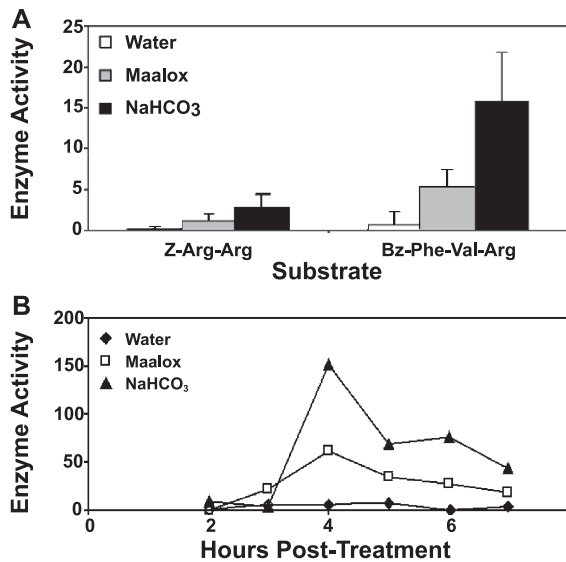 A
Enzyme Activity
25
20
15
10
5
0
Water
Maalox
NaHCO3
Z-Arg-Arg
Bz-Phe-Val-Arg
Substrate
B
Enzyme Activity
200
150
100
50
0
Water
Maalox
NaHCO₃
0 2 4 6
Hours Post-Treatment